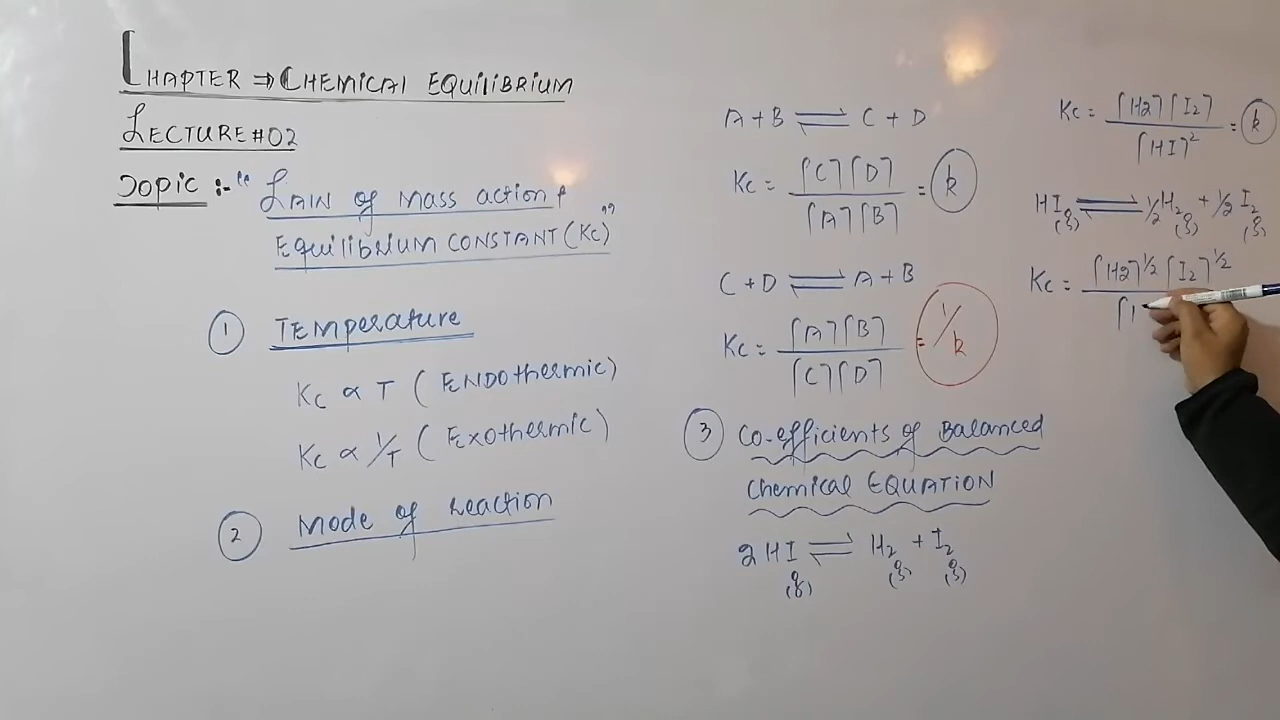 CHAPTER ⇒ CHEMICAL EQUILIBRIUM
LECTURE #02
TOPIC :- "LAW OF MASS ACTION &
EQUILIBRIUM CONSTANT (Kc)"
① TEMPERATURE
Kc ∝ T (ENDOTHERMIC)
Kc ∝ 1/T (EXOTHERMIC)
② Mode of Reaction
A + B ⇌ C + D
Kc = [C][D] / [A][B] = k
C + D ⇌ A + B
Kc = [A][B] / [C][D] = 1/k
③ Co-efficients of Balanced
Chemical EQUATION
2HI(g) ⇌ H2(g) + I2(g)
Kc = [H2][I2] / [HI]² = k
HI(g) ⇌ 1/2 H2(g) + 1/2 I2(g)
Kc = [H2]^1/2 [I2]^1/2 / [